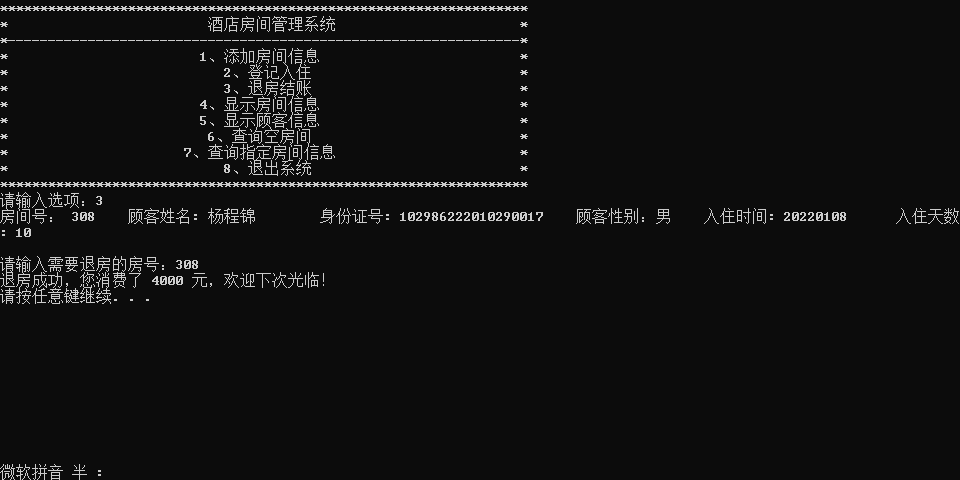 ******************************************************************
* 酒店房间管理系统 *
*----------------------------------------------------------------*
* 1、添加房间信息 *
* 2、登记入住 *
* 3、退房结账 *
* 4、显示房间信息 *
* 5、显示顾客信息 *
* 6、查询空房间 *
* 7、查询指定房间信息 *
* 8、退出系统 *
******************************************************************
请输入选项：3
房间号： 308 顾客姓名：杨程锦 身份证号：102986222010290017 顾客性别：男 入住时间：20220108 入住天数
：10
请输入需要退房的房号：308
退房成功，您消费了 4000 元，欢迎下次光临！
请按任意键继续. . .
微软拼音 半 ：